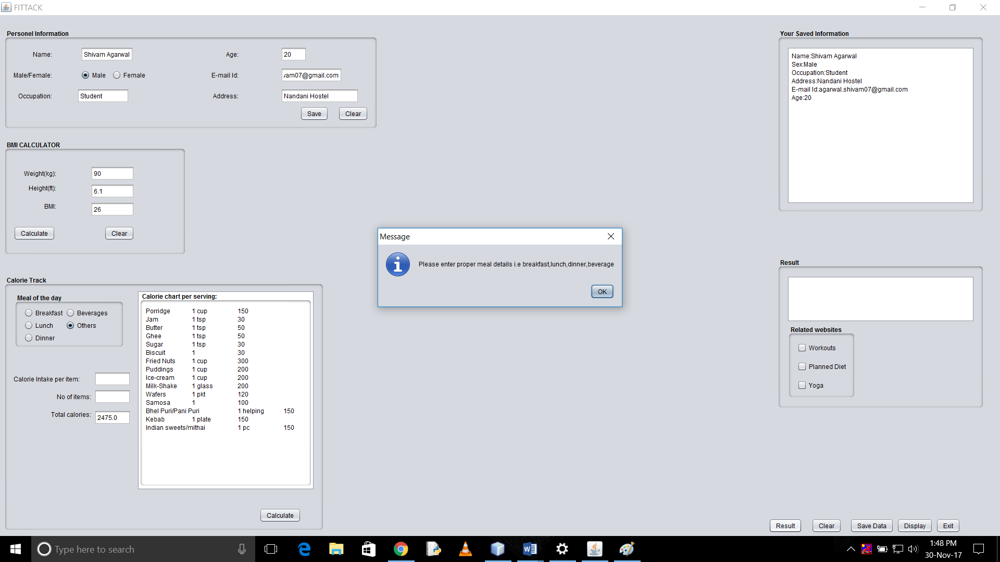 FITTACK
Personel Information
Name: Shivam Agarwal Age: 20
Male/Female: Male Female E-mail Id: vam07@gmail.com
Occupation: Student Address: Nandani Hostel
Save Clear
BMI CALCULATOR
Weight(kg): 90
Height(ft): 6.1
BMI: 26
Calculate Clear
Calorie Track
Meal of the day
Breakfast Beverages
Lunch Others
Dinner
Calorie Intake per item:
No of items:
Total calories: 2475.0
Calorie chart per serving:
Porridge 1 cup 150
Jam 1 tsp 30
Butter 1 tsp 50
Ghee 1 tsp 50
Sugar 1 tsp 30
Biscuit 1 30
Fried Nuts 1 cup 300
Puddings 1 cup 200
Ice-cream 1 cup 200
Milk-Shake 1 glass 200
Wafers 1 pkt 120
Samosa 1 100
Bhel Puri/Pani Puri 1 helping 150
Kebab 1 plate 150
Indian sweets/mithai 1 pc 150
Calculate
Message
Please enter proper meal details i.e breakfast,lunch,dinner,beverage
OK
Your Saved Information
Name:Shivam Agarwal
Sex:Male
Occupation:Student
Address:Nandani Hostel
E-mail Id:agarwal.shivam07@gmail.com
Age:20
Result
Related websites
Workouts
Planned Diet
Yoga
Result Clear Save Data Display Exit
Type here to search
1:48 PM
30-Nov-17